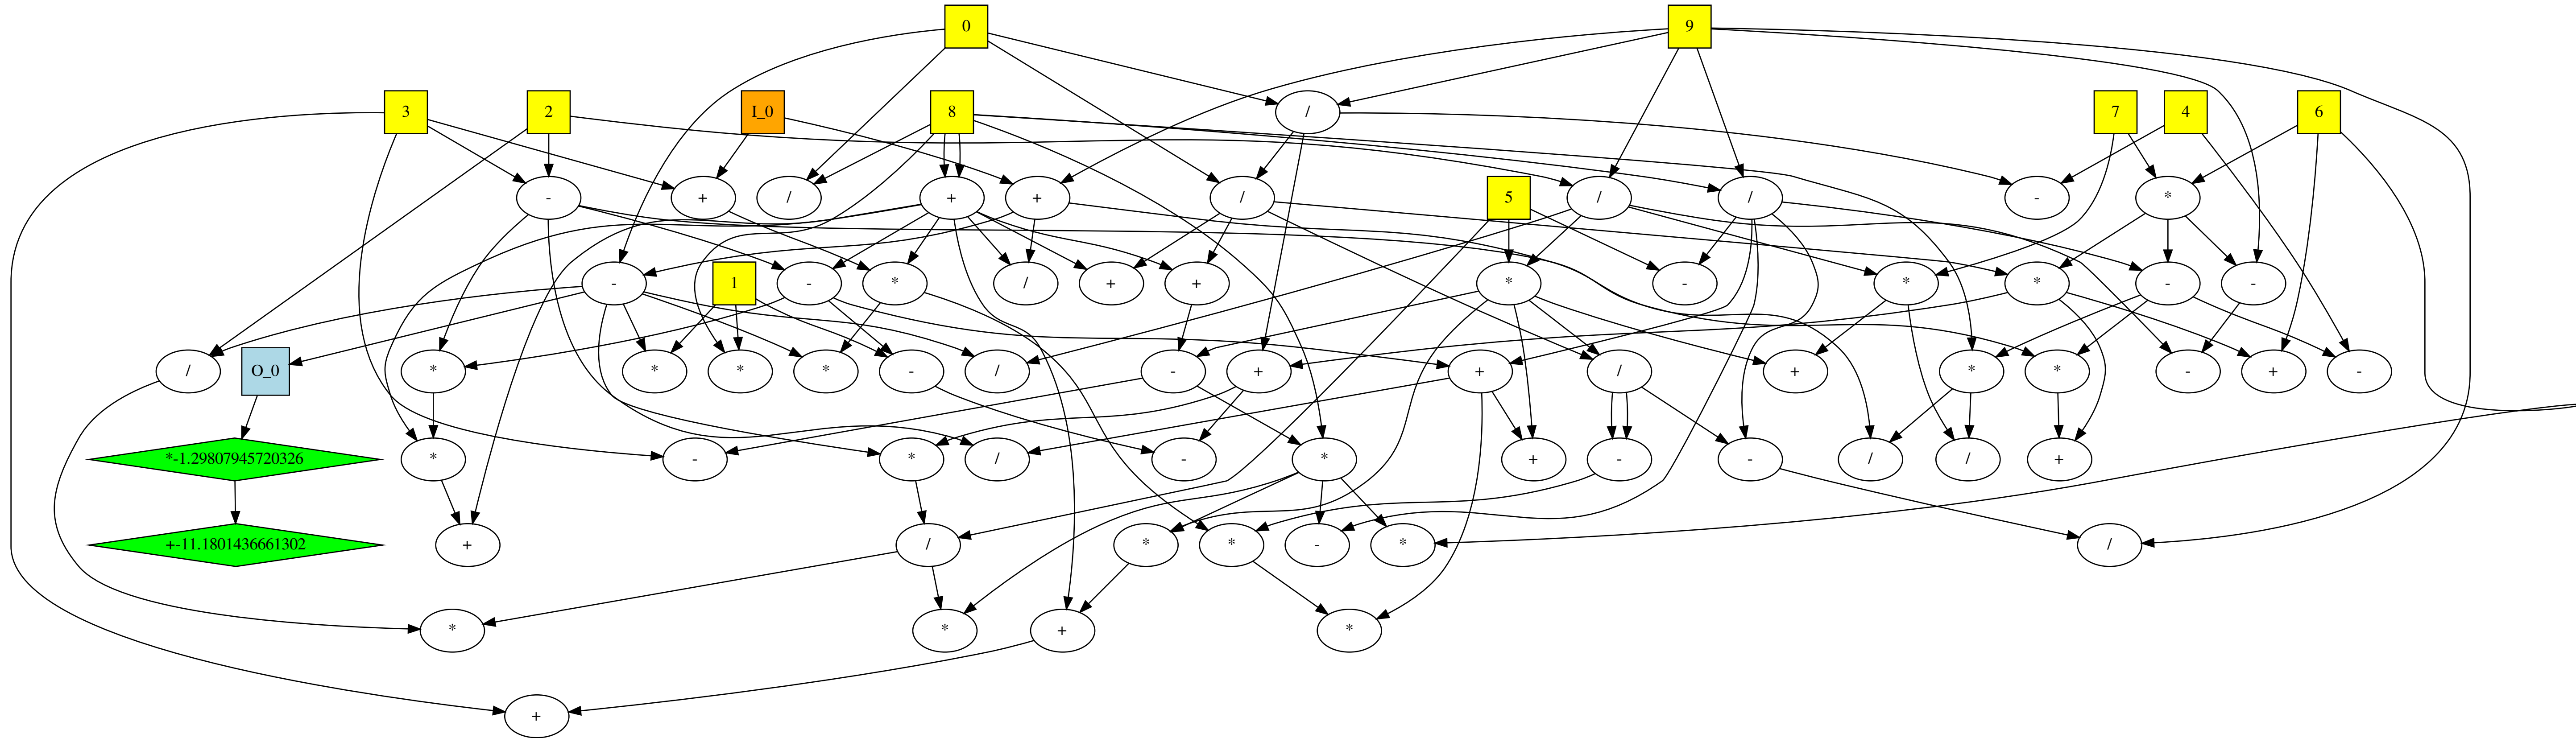 0 9
3 2 I_0 8 / 7 4 6
- + / + + / 5 / / - *
- 1 - * / + + * - * * - -
/ O_0 * * * * - / - + + / + * * - + -
*-1.29807945720326 * - * / - * + - - / / +
+-11.1801436661302 + / * * - * /
* * + *
+